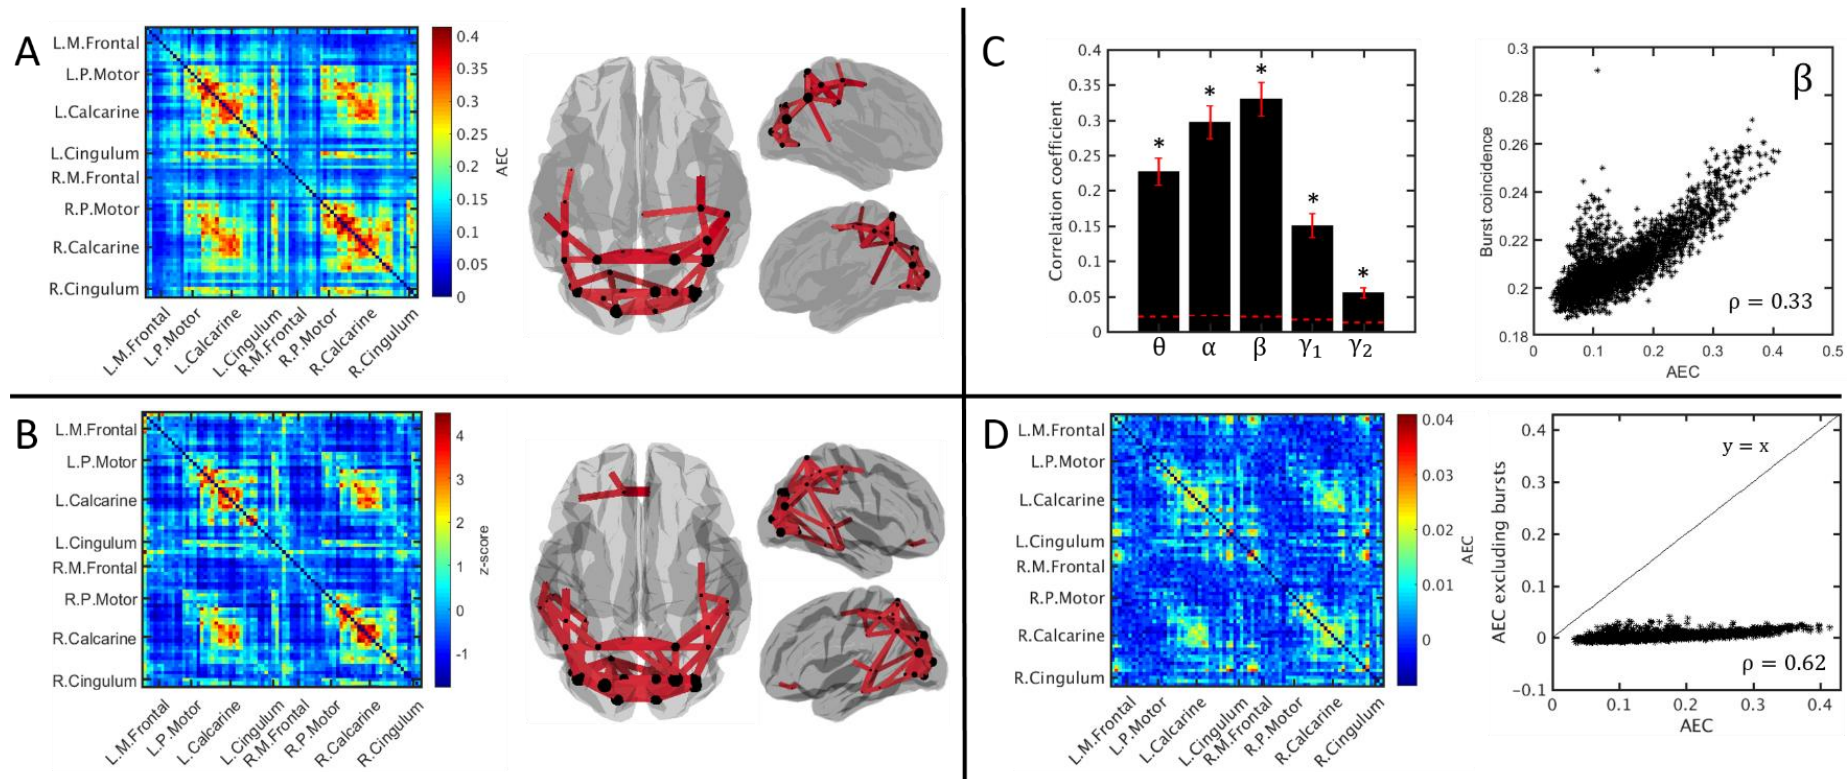 A
L.M.Frontal
L.P.Motor
L.Calcarine
L.Cingulum
R.M.Frontal
R.P.Motor
R.Calcarine
R.Cingulum
L.M.Frontal
L.P.Motor
L.Calcarine
L.Cingulum
R.M.Frontal
R.P.Motor
R.Calcarine
R.Cingulum
0.4
0.35
0.3
0.25
0.2
0.15
0.1
0.05
0
AEC
B
L.M.Frontal
L.P.Motor
L.Calcarine
L.Cingulum
R.M.Frontal
R.P.Motor
R.Calcarine
R.Cingulum
L.M.Frontal
L.P.Motor
L.Calcarine
L.Cingulum
R.M.Frontal
R.P.Motor
R.Calcarine
R.Cingulum
4
3
2
1
0
-1
z-score
C
Correlation coefficient
0.4
0.35
0.3
0.25
0.2
0.15
0.1
0.05
0
* * * * *
θ α β γ1 γ2
Burst coincidence
0.3
0.28
0.26
0.24
0.22
0.2
0.18
β
ρ = 0.33
0 0.1 0.2 0.3 0.4 0.5
AEC
D
L.M.Frontal
L.P.Motor
L.Calcarine
L.Cingulum
R.M.Frontal
R.P.Motor
R.Calcarine
R.Cingulum
L.M.Frontal
L.P.Motor
L.Calcarine
L.Cingulum
R.M.Frontal
R.P.Motor
R.Calcarine
R.Cingulum
0.04
0.03
0.02
0.01
0
AEC
AEC excluding bursts
0.4
0.3
0.2
0.1
0
-0.1
y = x
ρ = 0.62
0 0.1 0.2 0.3 0.4
AEC